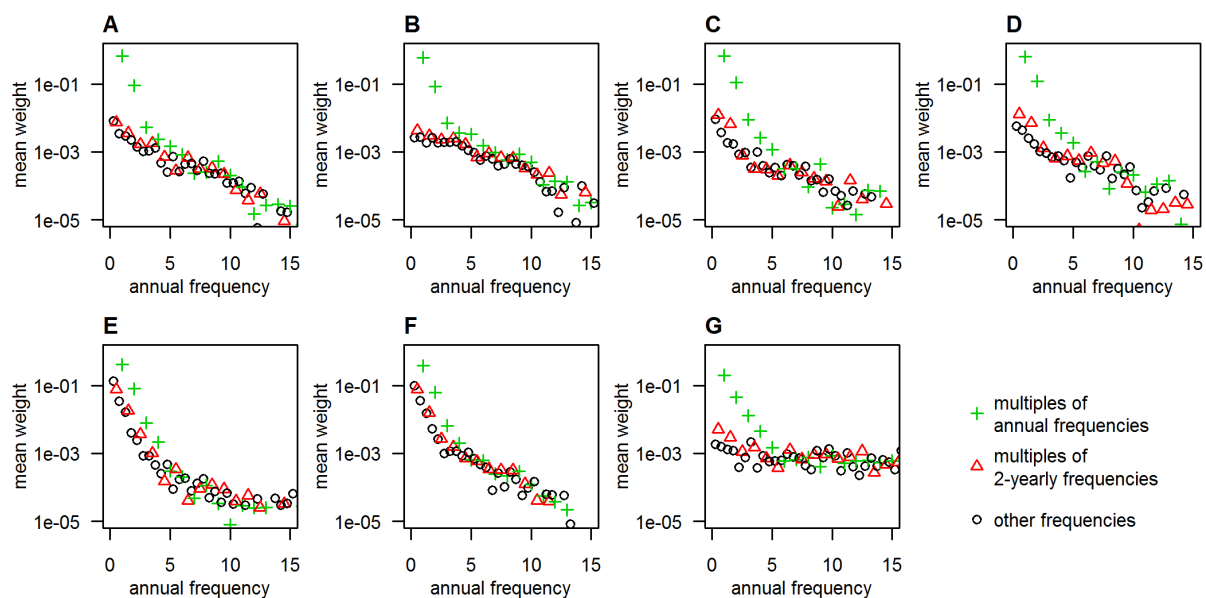 A
B
C
D
mean weight
1e-01
1e-03
1e-05
0
5
10
15
annual frequency
mean weight
1e-01
1e-03
1e-05
0
5
10
15
annual frequency
mean weight
1e-01
1e-03
1e-05
0
5
10
15
annual frequency
mean weight
1e-01
1e-03
1e-05
0
5
10
15
annual frequency
E
F
G
mean weight
1e-01
1e-03
1e-05
0
5
10
15
annual frequency
mean weight
1e-01
1e-03
1e-05
0
5
10
15
annual frequency
mean weight
1e-01
1e-03
1e-05
0
5
10
15
annual frequency
multiples of
annual frequencies
multiples of
2-yearly frequencies
other frequencies